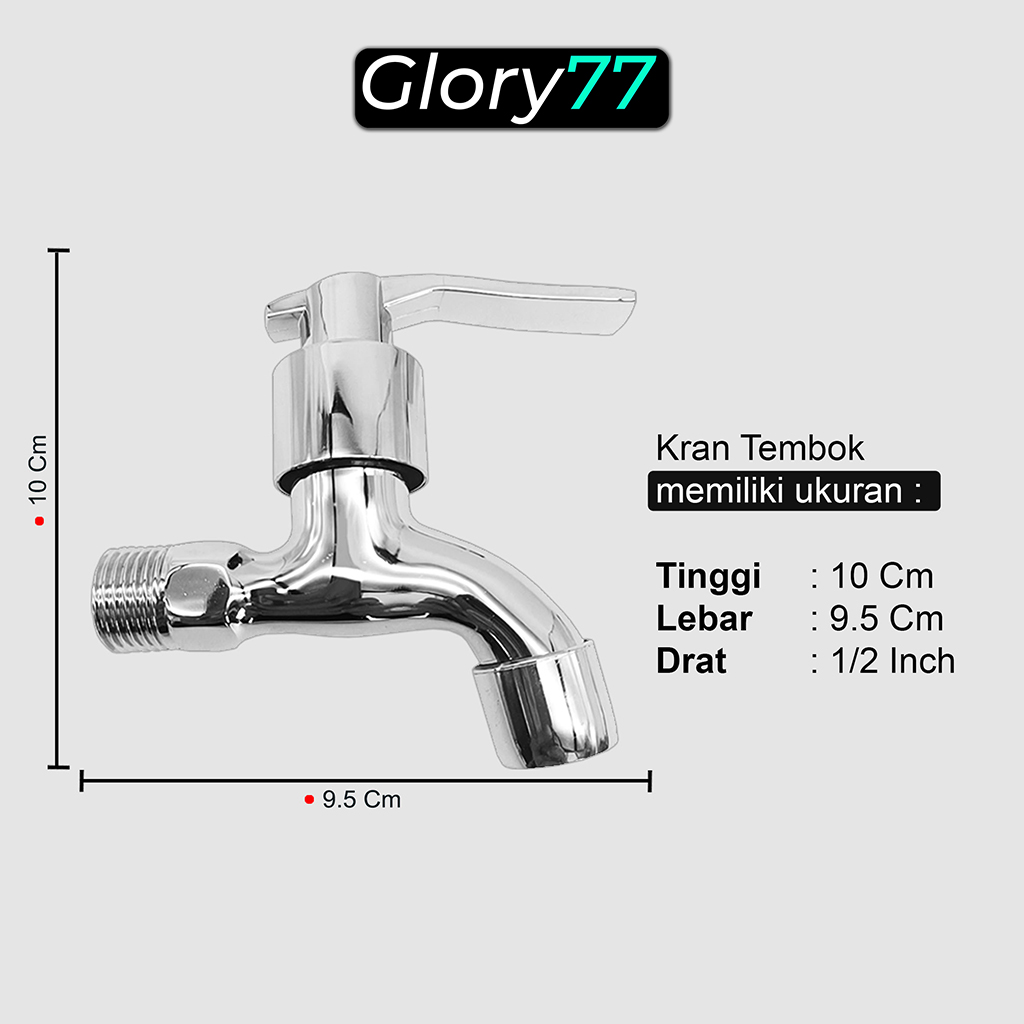 Glory77
10 Cm
Kran Tembok
memiliki ukuran :
Tinggi : 10 Cm
Lebar : 9.5 Cm
Drat : 1/2 Inch
9.5 Cm